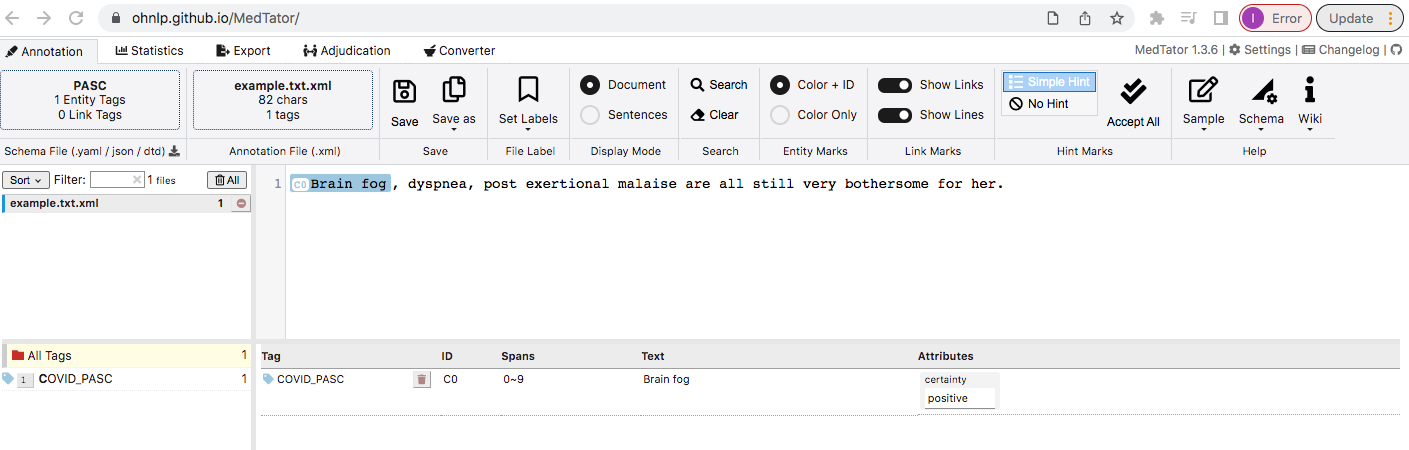 ohnlp.github.io/MedTator/
I Error Update
Annotation Statistics Export Adjudication Converter
MedTator 1.3.6 | Settings | Changelog |
PASC
1 Entity Tags
0 Link Tags
Schema File (.yaml / json / dtd)
example.txt.xml
82 chars
1 tags
Annotation File (.xml)
Save Save as
Save
Set Labels
File Label
Document
Sentences
Display Mode
Search
Clear
Search
Color + ID
Color Only
Entity Marks
Show Links
Show Lines
Link Marks
Simple Hint
No Hint
Accept All
Hint Marks
Sample Schema Wiki
Help
Sort Filter: 1 files All
example.txt.xml 1
1 C0 Brain fog , dyspnea, post exertional malaise are all still very bothersome for her.
All Tags 1
1 COVID_PASC 1
Tag ID Spans Text Attributes
COVID_PASC C0 0~9 Brain fog
certainty
positive